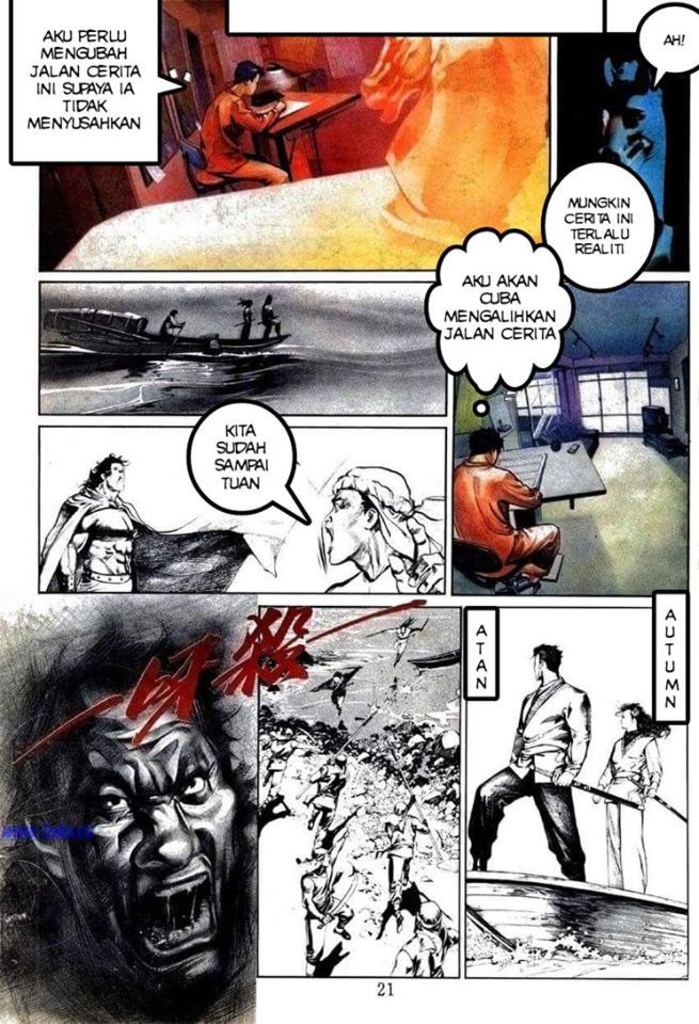 AKU PERLU
MENGUBAH
JALAN CERITA
INI SUPAYA IA
TIDAK
MENYUSAHKAN
AH!
MUNGKIN
CERITA INI
TERLALU
REALITI
AKU AKAN
CUBA
MENGALIHKAN
JALAN CERITA
KITA
SUDAH
SAMPAI
TUAN
殺
ATAN
AUTUMN
21